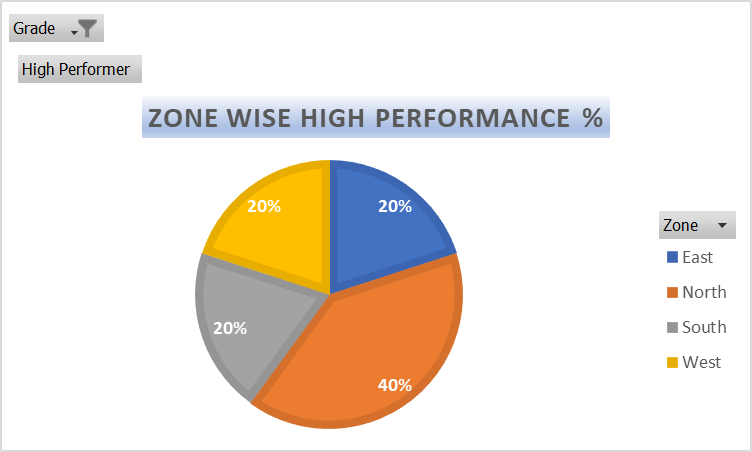 Grade
High Performer
ZONE WISE HIGH PERFORMANCE %
20%
20%
20%
40%
Zone
East
North
South
West